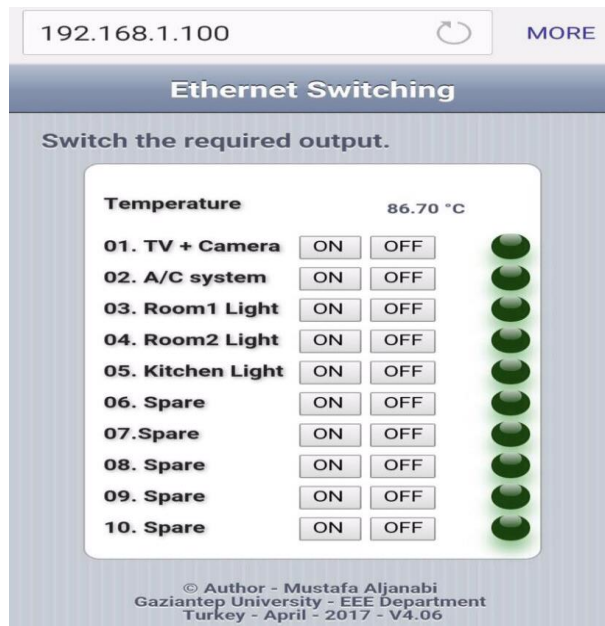 192.168.1.100 MORE
Ethernet Switching
Switch the required output.
Temperature 86.70 °C
01. TV + Camera ON OFF
02. A/C system ON OFF
03. Room1 Light ON OFF
04. Room2 Light ON OFF
05. Kitchen Light ON OFF
06. Spare ON OFF
07.Spare ON OFF
08. Spare ON OFF
09. Spare ON OFF
10. Spare ON OFF
© Author - Mustafa Aljanabi
Gaziantep University - EEE Department
Turkey - April - 2017 - V4.06